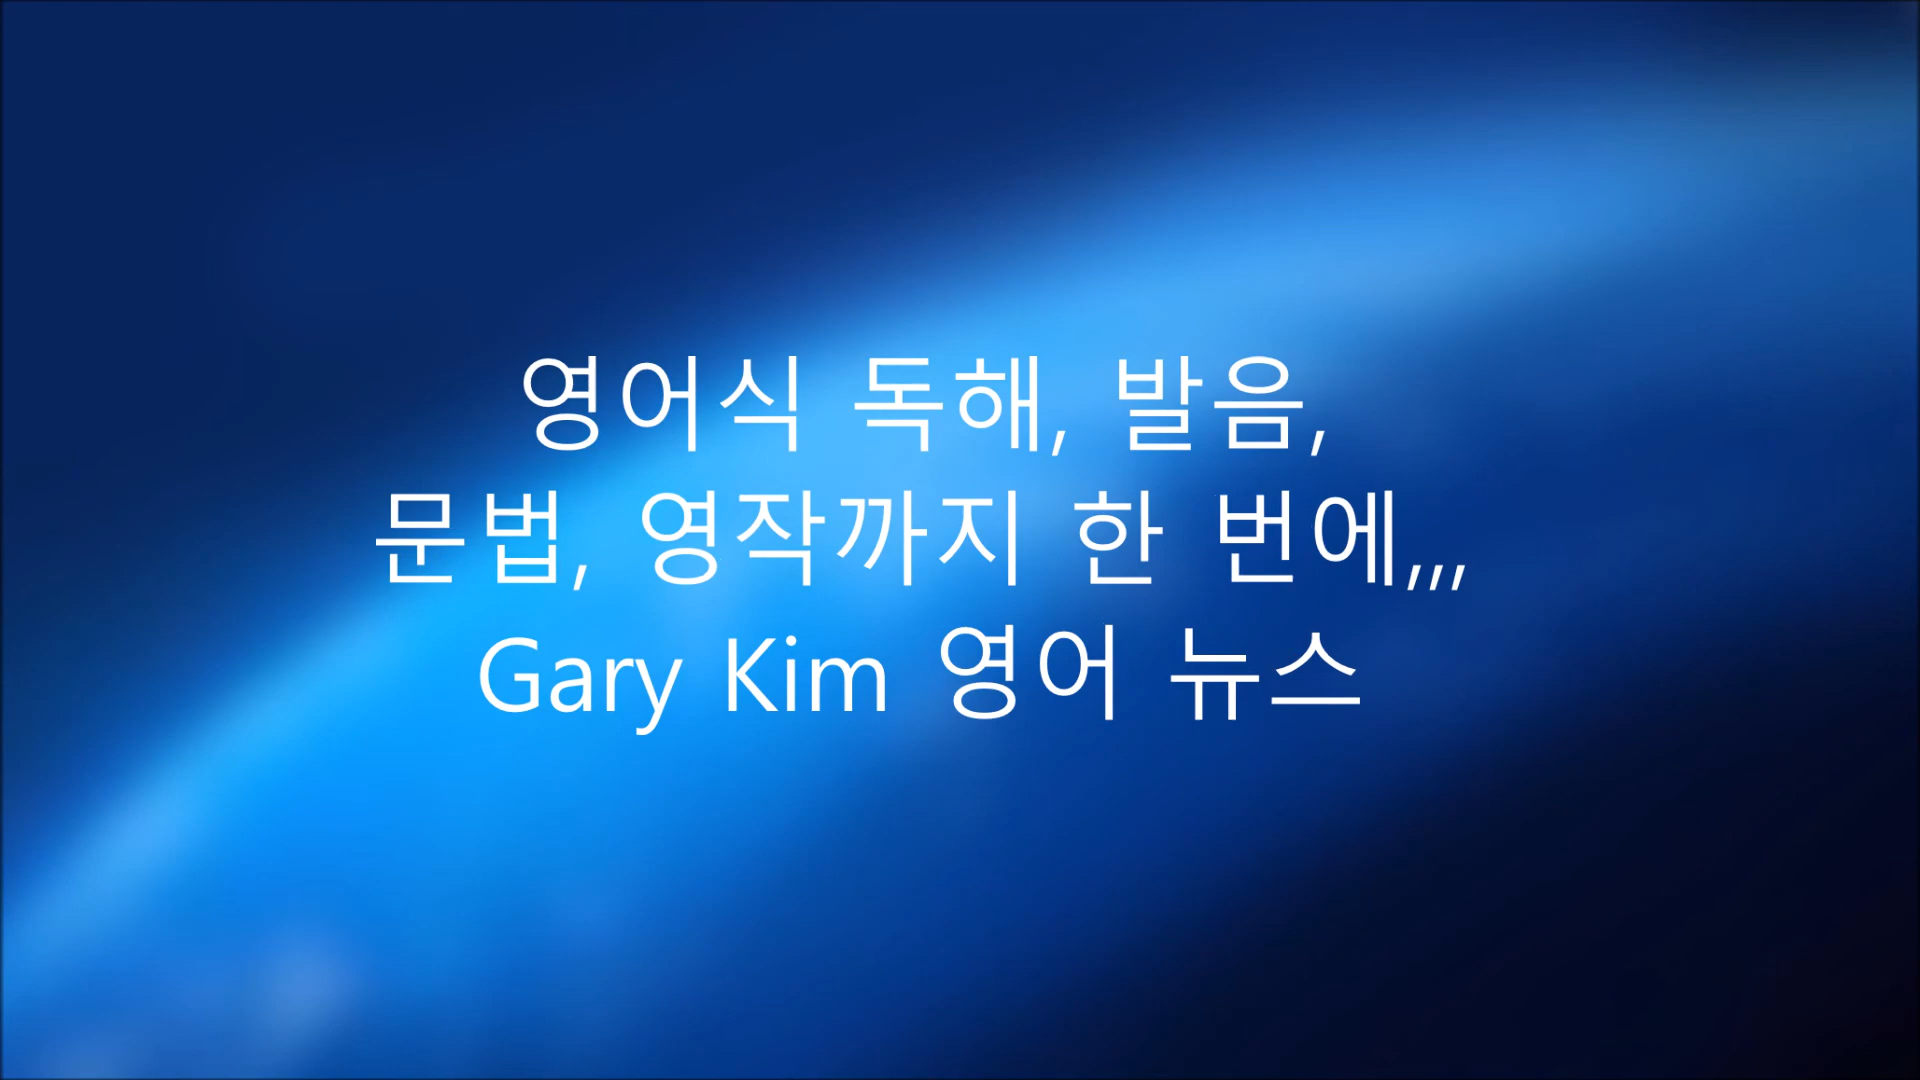 영어식 독해, 발음,
문법, 영작까지 한 번에,,,
Gary Kim 영어 뉴스